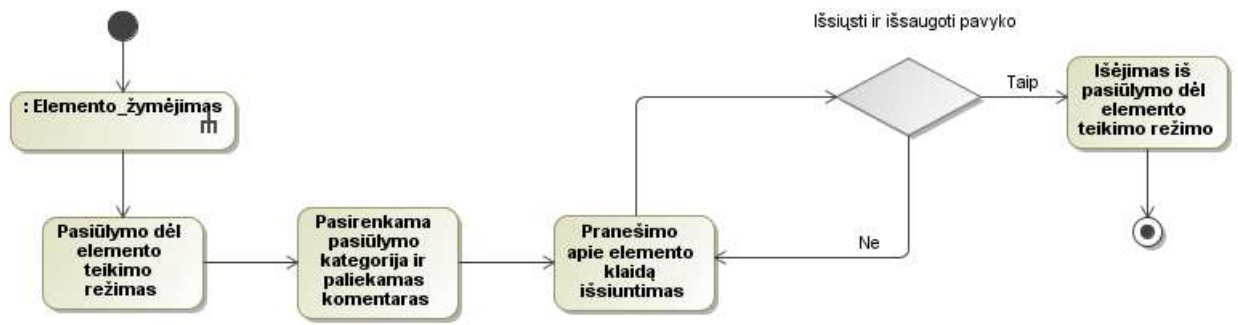 Išsiųsti ir išsaugoti pavyko
: Elemento_žymėjimas
Taip
Išėjimas iš
pasiūlymo dėl
elemento
teikimo režimo
Pasiūlymo dėl
elemento
teikimo
režimas
Pasirenkama
pasiūlymo
kategorija ir
paliekamas
komentaras
Pranešimo
apie elemento
klaidą
išsiuntimas
Ne